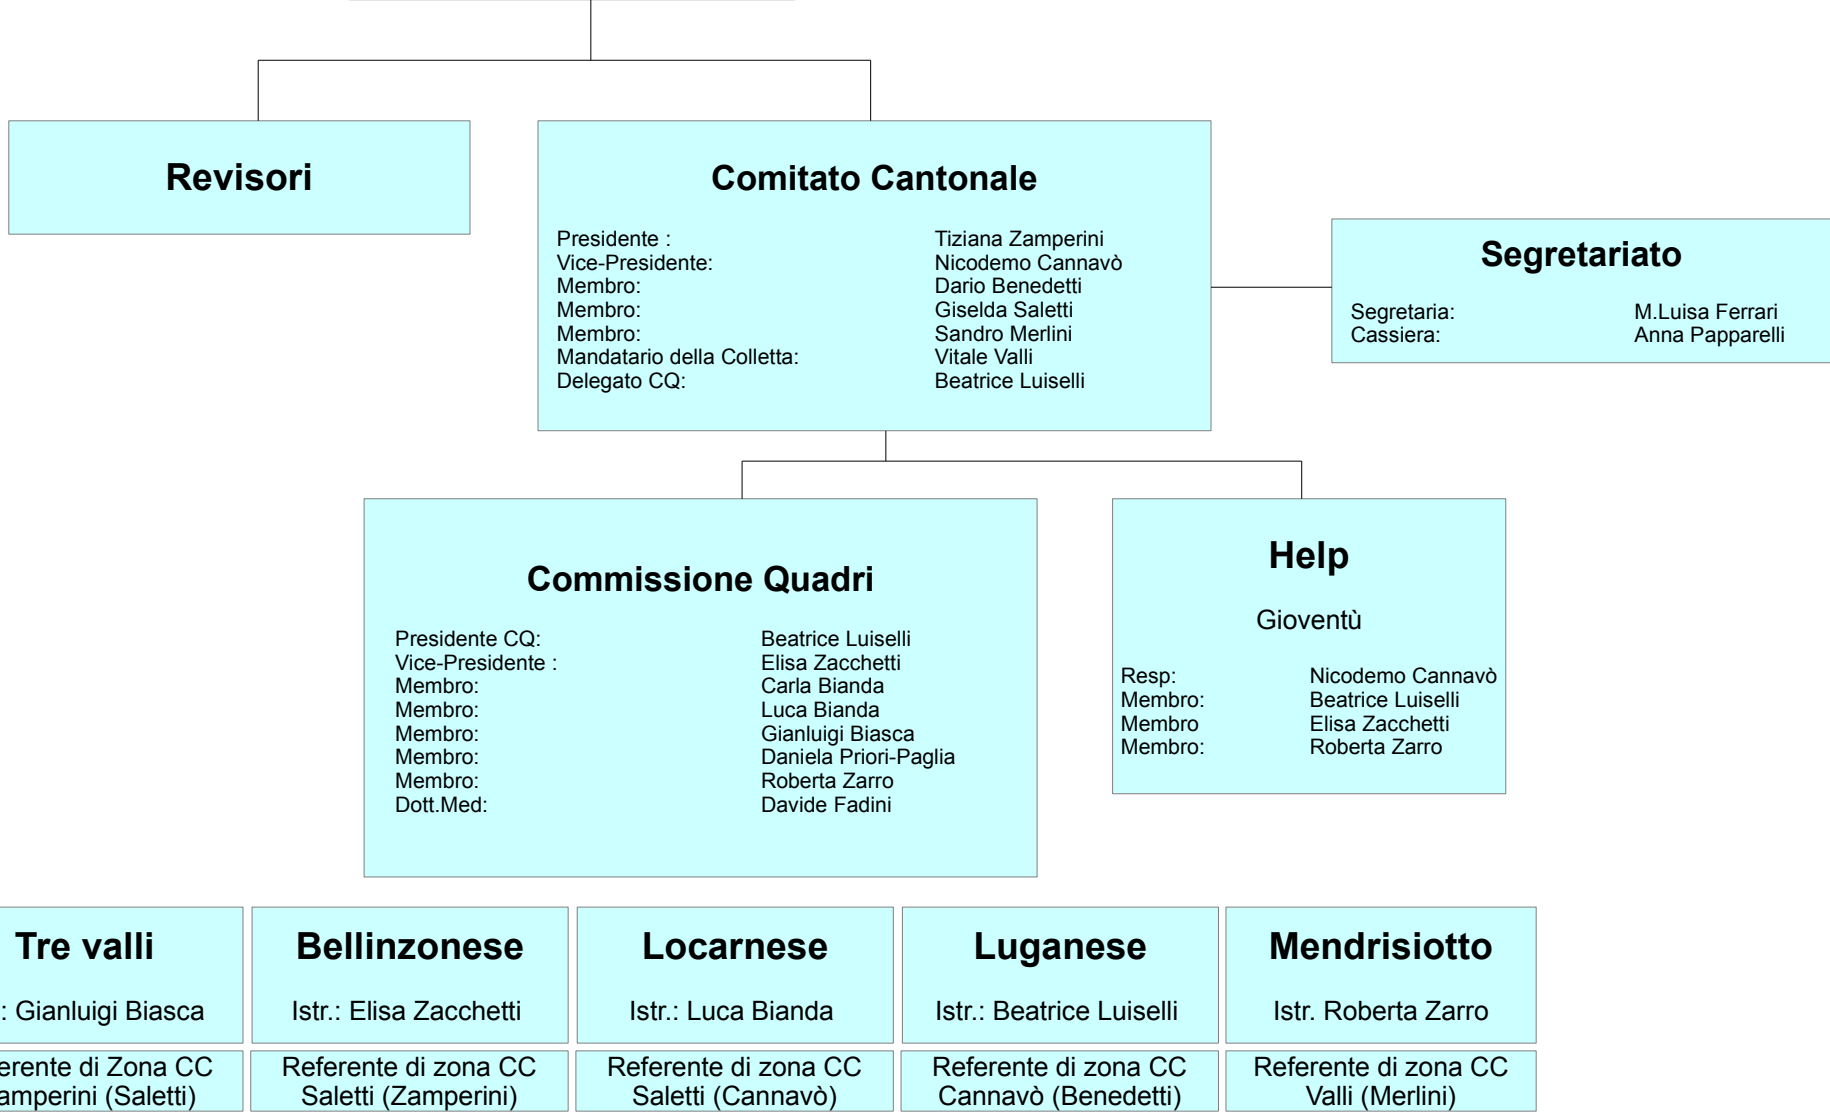 Revisori
Comitato Cantonale
Presidente : Tiziana Zamperini
Vice-Presidente: Nicodemo Cannavò
Membro: Dario Benedetti
Membro: Giselda Saletti
Membro: Sandro Merlini
Mandatario della Colletta: Vitale Valli
Delegato CQ: Beatrice Luiselli
Segretariato
Segretaria: M.Luisa Ferrari
Cassiera: Anna Papparelli
Commissione Quadri
Presidente CQ: Beatrice Luiselli
Vice-Presidente : Elisa Zacchetti
Membro: Carla Bianda
Membro: Luca Bianda
Membro: Gianluigi Biasca
Membro: Daniela Priori-Paglia
Membro: Roberta Zarro
Dott.Med: Davide Fadini
Help
Gioventù
Resp: Nicodemo Cannavò
Membro: Beatrice Luiselli
Membro Elisa Zacchetti
Membro: Roberta Zarro
Tre valli
: Gianluigi Biasca
erente di Zona CC
amperini (Saletti)
Bellinzonese
Istr.: Elisa Zacchetti
Referente di zona CC
Saletti (Zamperini)
Locarnese
Istr.: Luca Bianda
Referente di zona CC
Saletti (Cannavò)
Luganese
Istr.: Beatrice Luiselli
Referente di zona CC
Cannavò (Benedetti)
Mendrisiotto
Istr. Roberta Zarro
Referente di zona CC
Valli (Merlini)